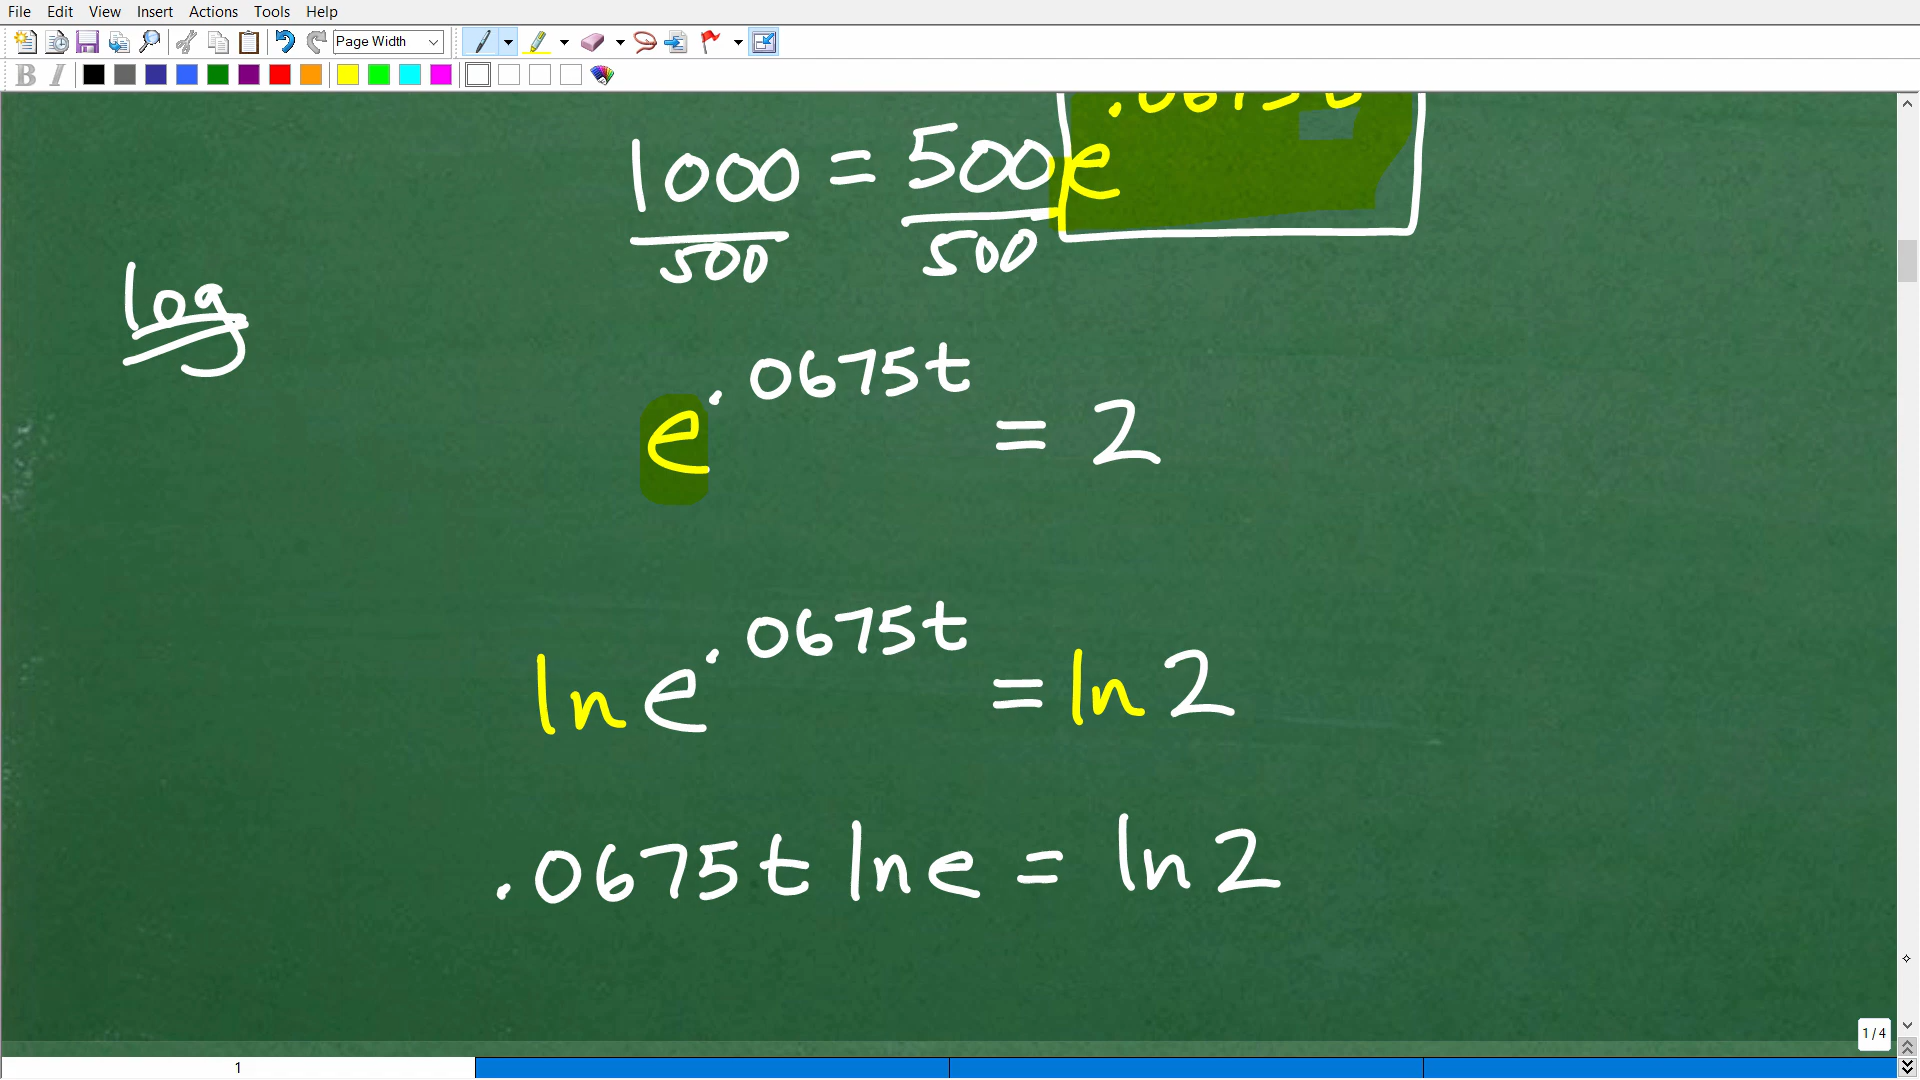 File Edit View Insert Actions Tools Help
Page Width
B I
.0675t
1000 = 500e
500 500
log
e^.0675t = 2
ln e^.0675t = ln 2
.0675t ln e = ln 2
1 / 4
1